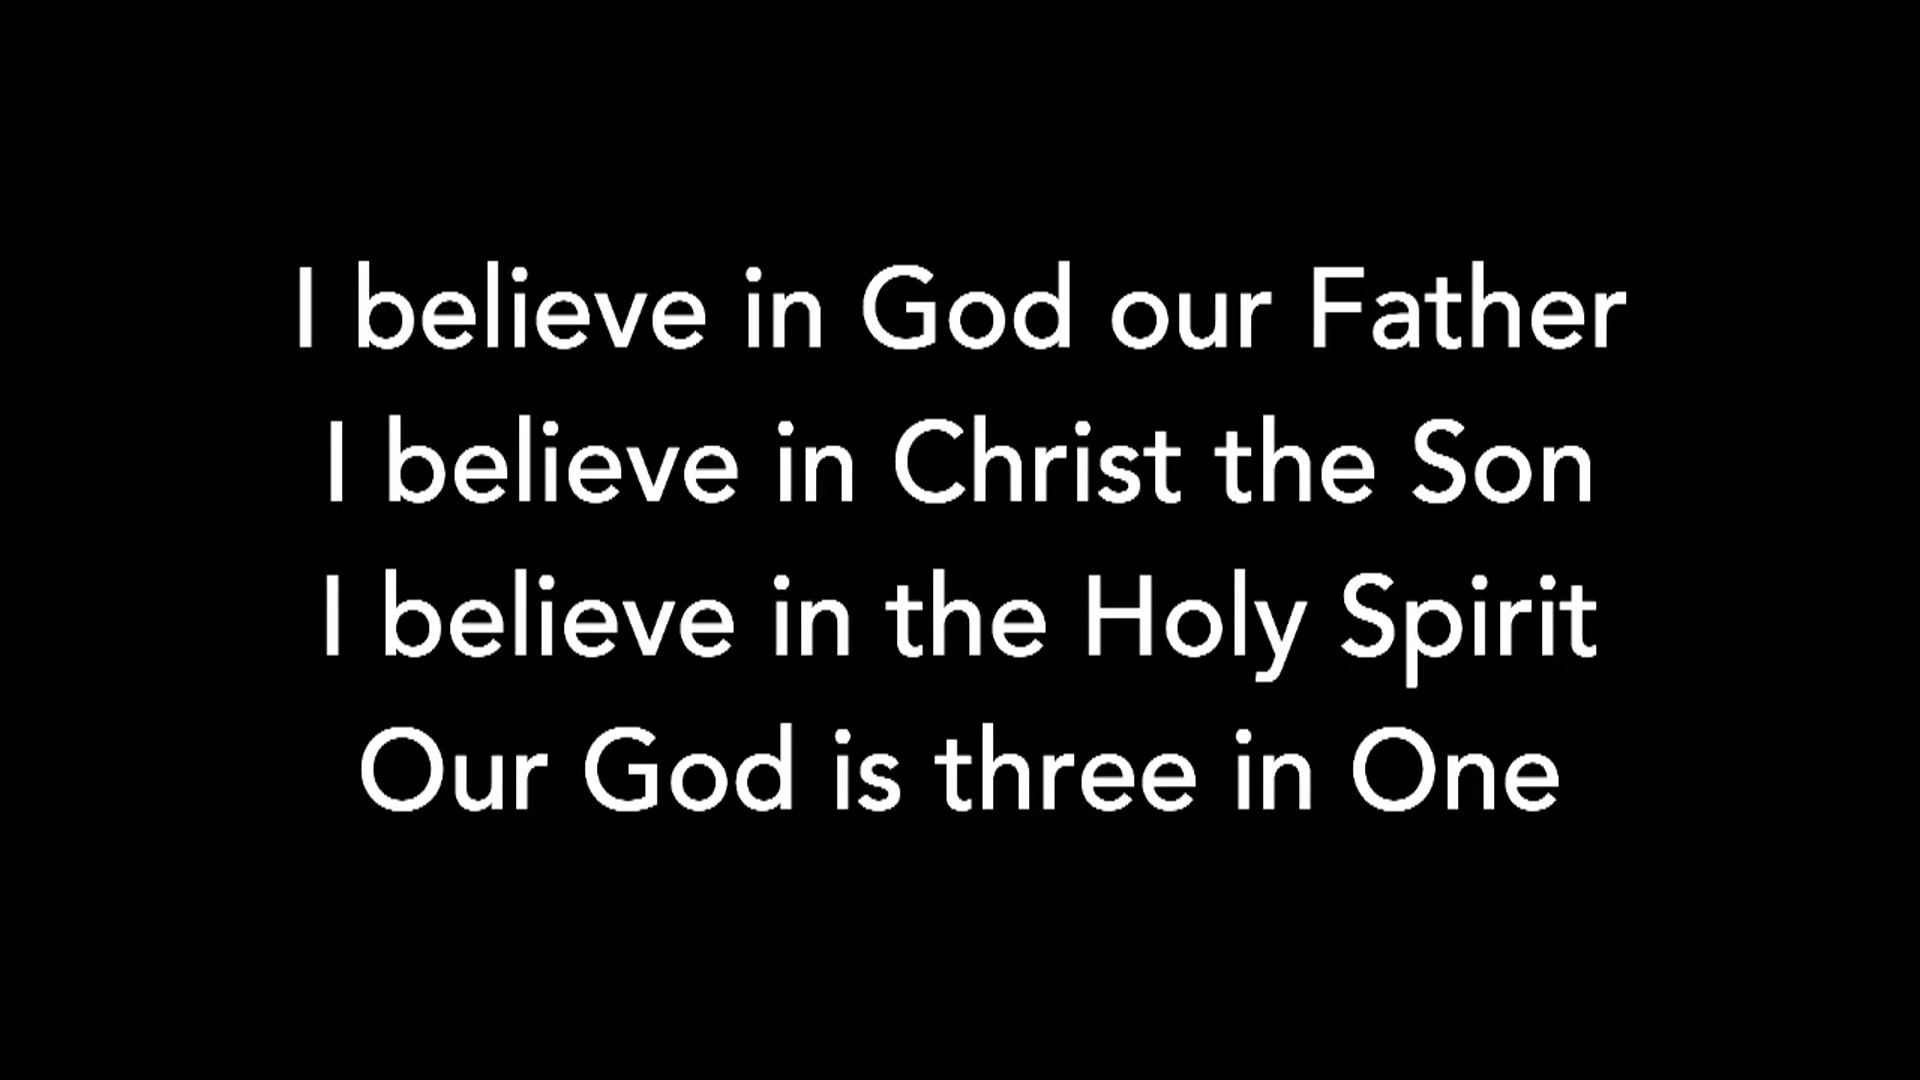 I believe in God our Father
I believe in Christ the Son
I believe in the Holy Spirit
Our God is three in One